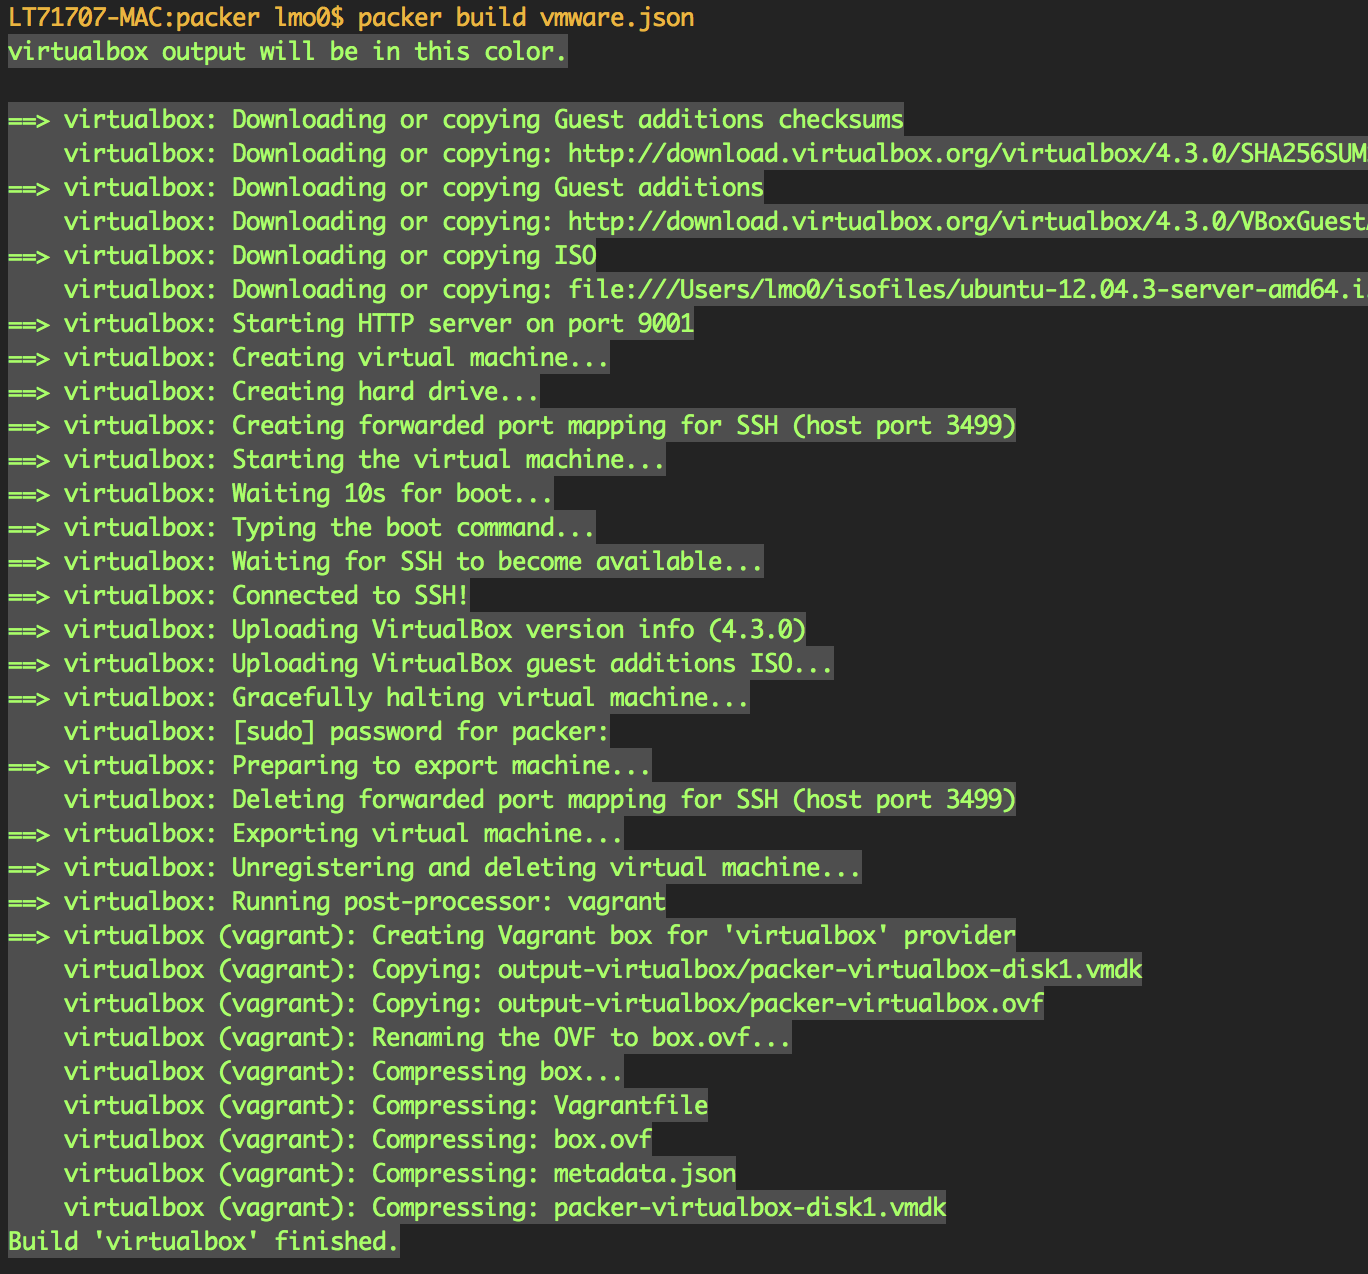 LT71707-MAC:packer lmo0$ packer build vmware.json
virtualbox output will be in this color.
==> virtualbox: Downloading or copying Guest additions checksums
virtualbox: Downloading or copying: http://download.virtualbox.org/virtualbox/4.3.0/SHA256SUM
==> virtualbox: Downloading or copying Guest additions
virtualbox: Downloading or copying: http://download.virtualbox.org/virtualbox/4.3.0/VBoxGuest
==> virtualbox: Downloading or copying ISO
virtualbox: Downloading or copying: file:///Users/lmo0/isofiles/ubuntu-12.04.3-server-amd64.i
==> virtualbox: Starting HTTP server on port 9001
==> virtualbox: Creating virtual machine...
==> virtualbox: Creating hard drive...
==> virtualbox: Creating forwarded port mapping for SSH (host port 3499)
==> virtualbox: Starting the virtual machine...
==> virtualbox: Waiting 10s for boot...
==> virtualbox: Typing the boot command...
==> virtualbox: Waiting for SSH to become available...
==> virtualbox: Connected to SSH!
==> virtualbox: Uploading VirtualBox version info (4.3.0)
==> virtualbox: Uploading VirtualBox guest additions ISO...
==> virtualbox: Gracefully halting virtual machine...
virtualbox: [sudo] password for packer:
==> virtualbox: Preparing to export machine...
virtualbox: Deleting forwarded port mapping for SSH (host port 3499)
==> virtualbox: Exporting virtual machine...
==> virtualbox: Unregistering and deleting virtual machine...
==> virtualbox: Running post-processor: vagrant
==> virtualbox (vagrant): Creating Vagrant box for 'virtualbox' provider
virtualbox (vagrant): Copying: output-virtualbox/packer-virtualbox-disk1.vmdk
virtualbox (vagrant): Copying: output-virtualbox/packer-virtualbox.ovf
virtualbox (vagrant): Renaming the OVF to box.ovf...
virtualbox (vagrant): Compressing box...
virtualbox (vagrant): Compressing: Vagrantfile
virtualbox (vagrant): Compressing: box.ovf
virtualbox (vagrant): Compressing: metadata.json
virtualbox (vagrant): Compressing: packer-virtualbox-disk1.vmdk
Build 'virtualbox' finished.